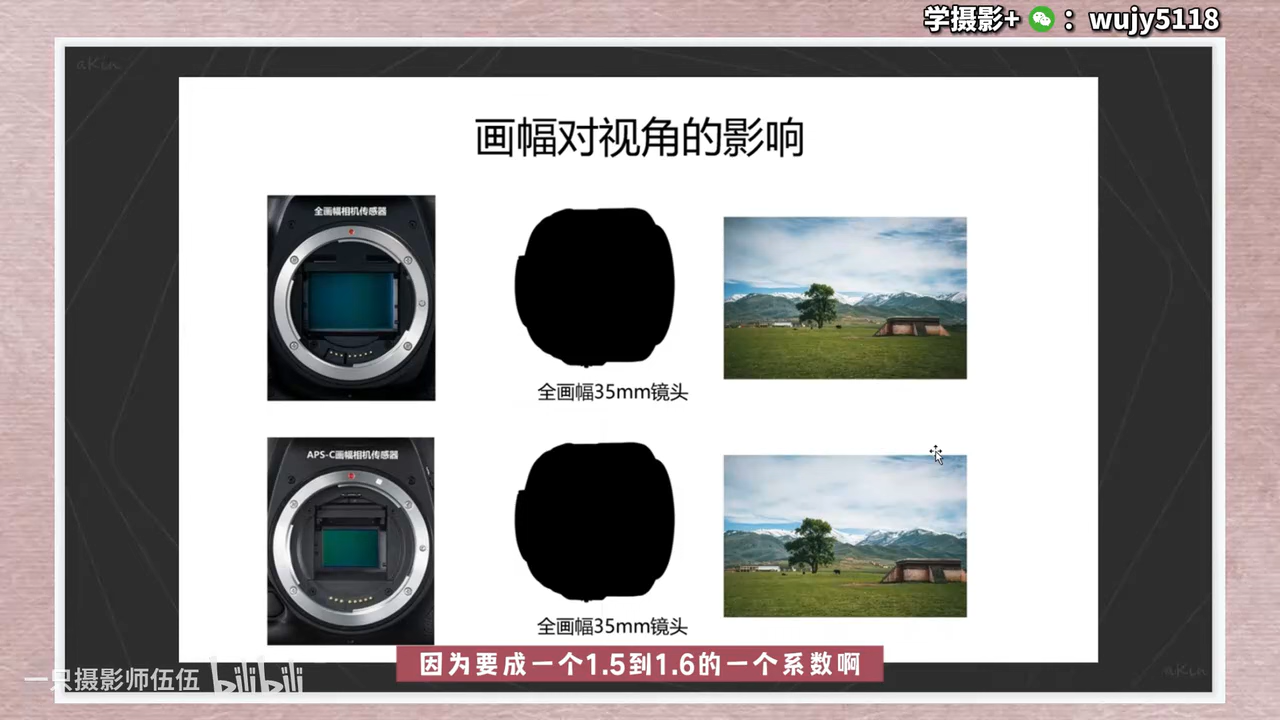 学摄影+ : wujy5118
aKin
画幅对视角的影响
全画幅相机传感器
全画幅35mm镜头
APS-C画幅相机传感器
全画幅35mm镜头
因为要成一个1.5到1.6的一个系数啊
一只摄影师伍伍 bilibili
aKin